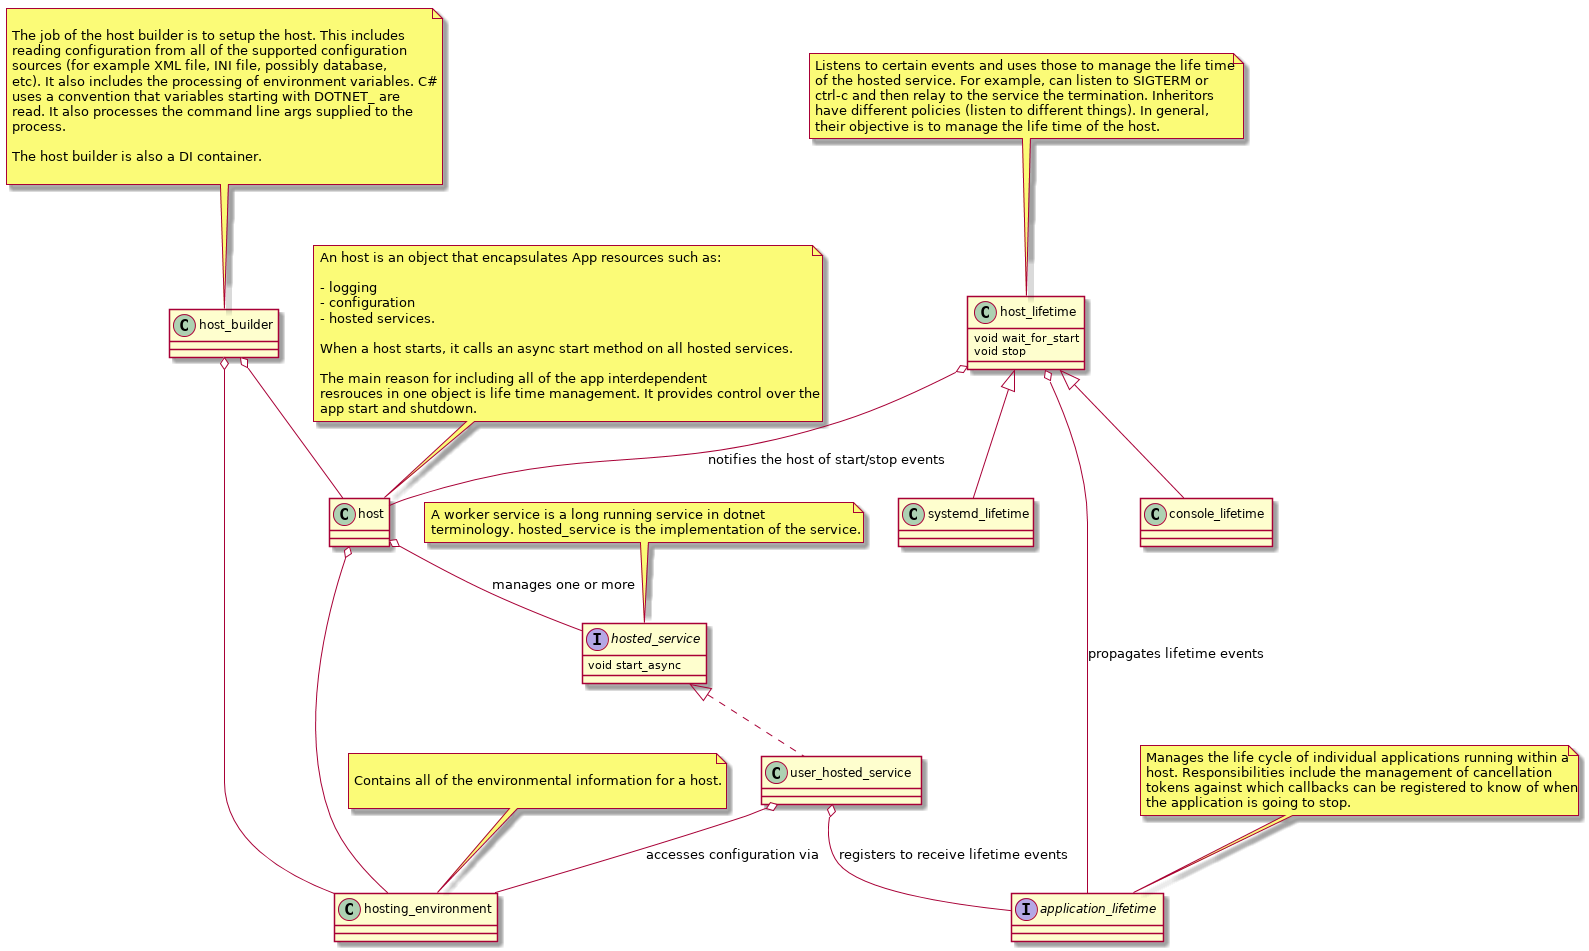 The job of the host builder is to setup the host. This includes
reading configuration from all of the supported configuration
sources (for example XML file, INI file, possibly database,
etc). It also includes the processing of environment variables. C#
uses a convention that variables starting with DOTNET_ are
read. It also processes the command line args supplied to the
process.
The host builder is also a DI container.
Listens to certain events and uses those to manage the life time
of the hosted service. For example, can listen to SIGTERM or
ctrl-c and then relay to the service the termination. Inheritors
have different policies (listen to different things). In general,
their objective is to manage the life time of the host.
An host is an object that encapsulates App resources such as:
- logging
- configuration
- hosted services.
When a host starts, it calls an async start method on all hosted services.
The main reason for including all of the app interdependent
resrouces in one object is life time management. It provides control over the
app start and shutdown.
C host_builder
C host_lifetime
void wait_for_start
void stop
notifies the host of start/stop events
C host
A worker service is a long running service in dotnet
terminology. hosted_service is the implementation of the service.
C systemd_lifetime
C console_lifetime
manages one or more
I hosted_service
void start_async
propagates lifetime events
Contains all of the environmental information for a host.
C user_hosted_service
Manages the life cycle of individual applications running within a
host. Responsibilities include the management of cancellation
tokens against which callbacks can be registered to know of when
the application is going to stop.
accesses configuration via
registers to receive lifetime events
C hosting_environment
I application_lifetime